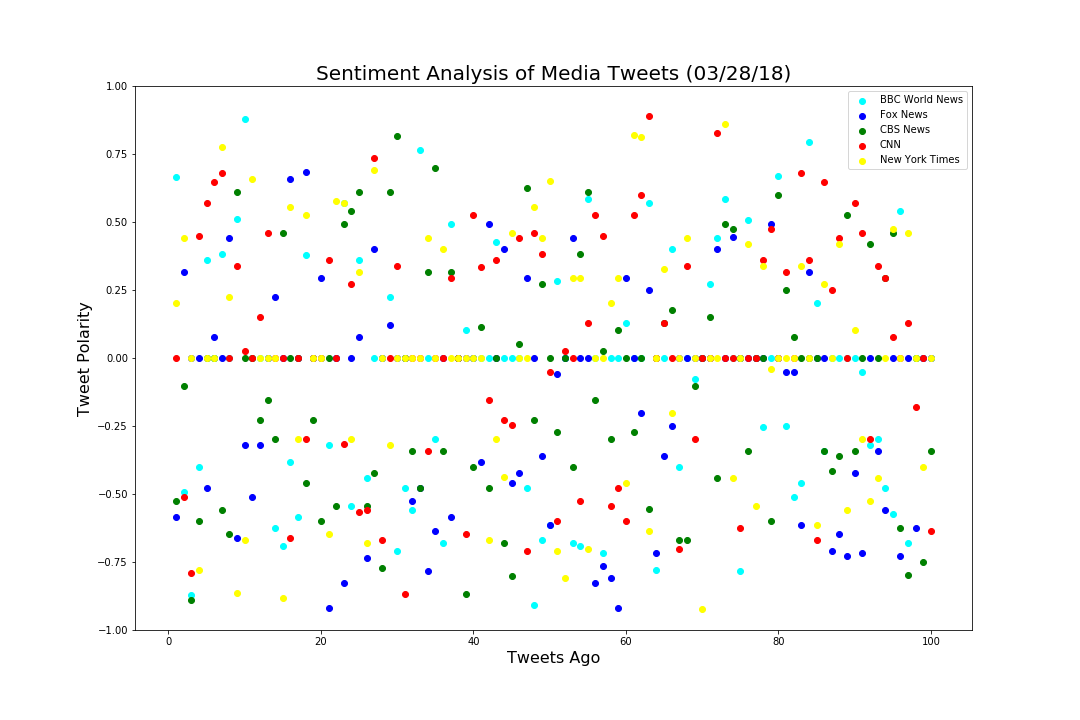 Sentiment Analysis of Media Tweets (03/28/18)
BBC World News
Fox News
CBS News
CNN
New York Times
Tweet Polarity
1.00
0.75
0.50
0.25
0.00
−0.25
−0.50
−0.75
−1.00
0 20 40 60 80 100
Tweets Ago